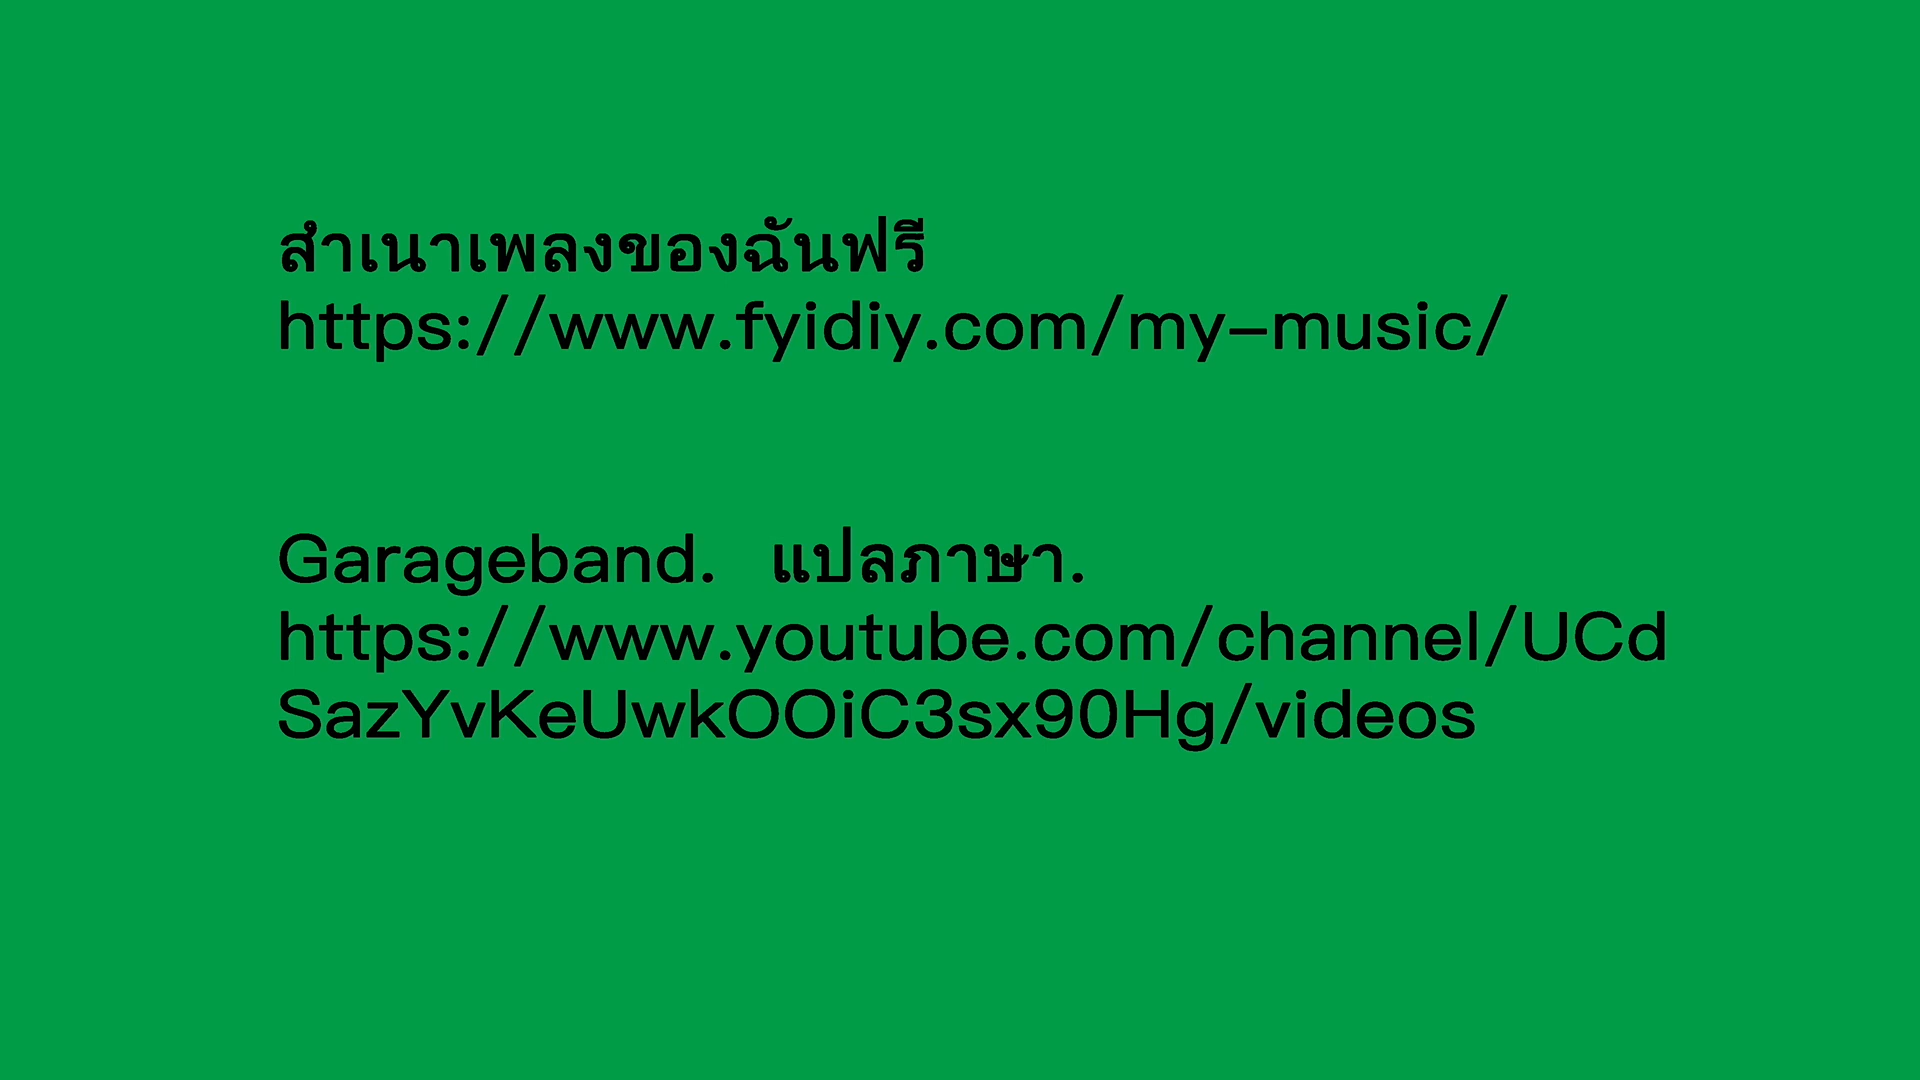 สำเนาเพลงของฉันฟรี
https://www.fyidiy.com/my-music/
Garageband. แปลภาษา.
https://www.youtube.com/channel/UCd
SazYvKeUwkOOiC3sx90Hg/videos